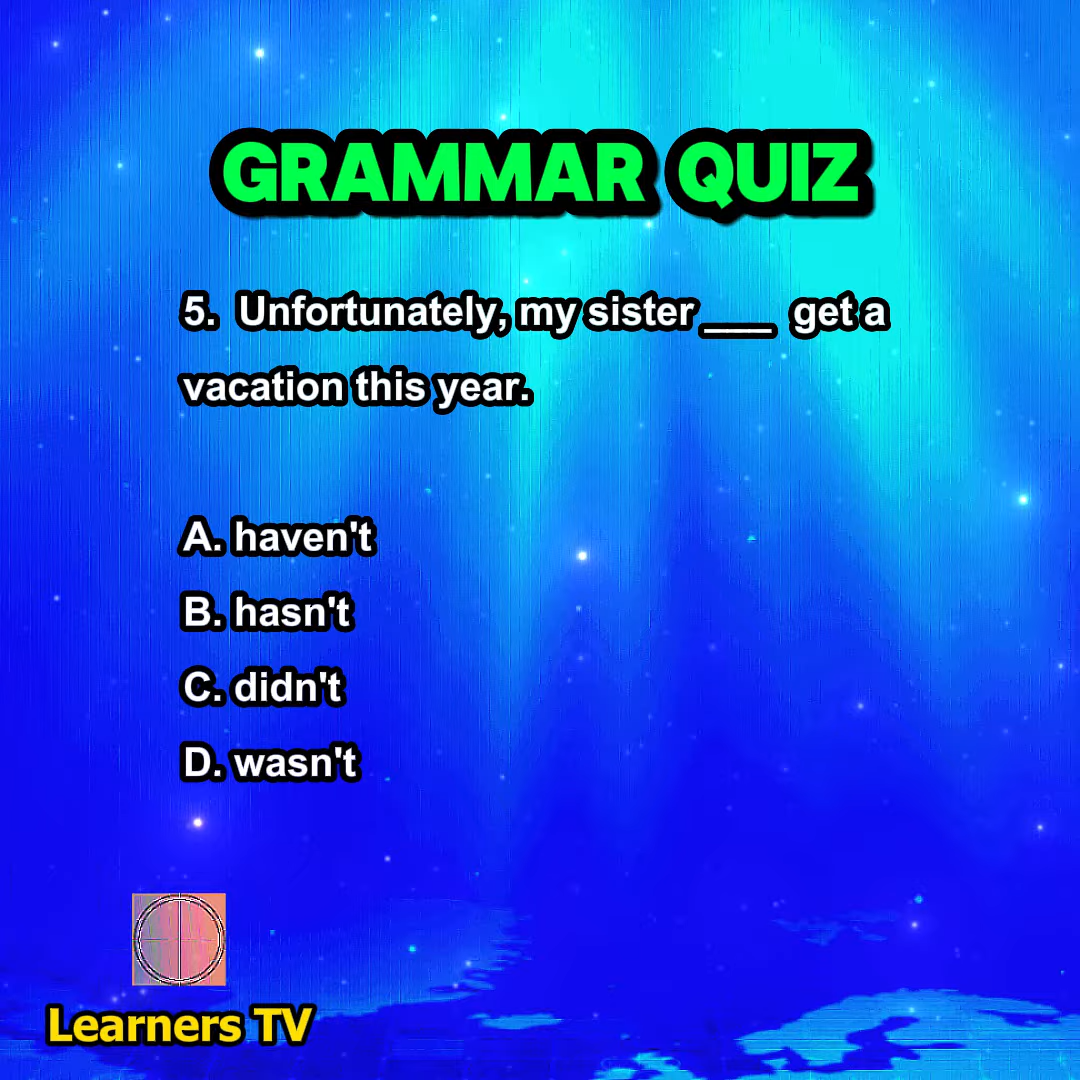 GRAMMAR QUIZ
5. Unfortunately, my sister ___ get a
vacation this year.
A. haven't
B. hasn't
C. didn't
D. wasn't
Learners TV